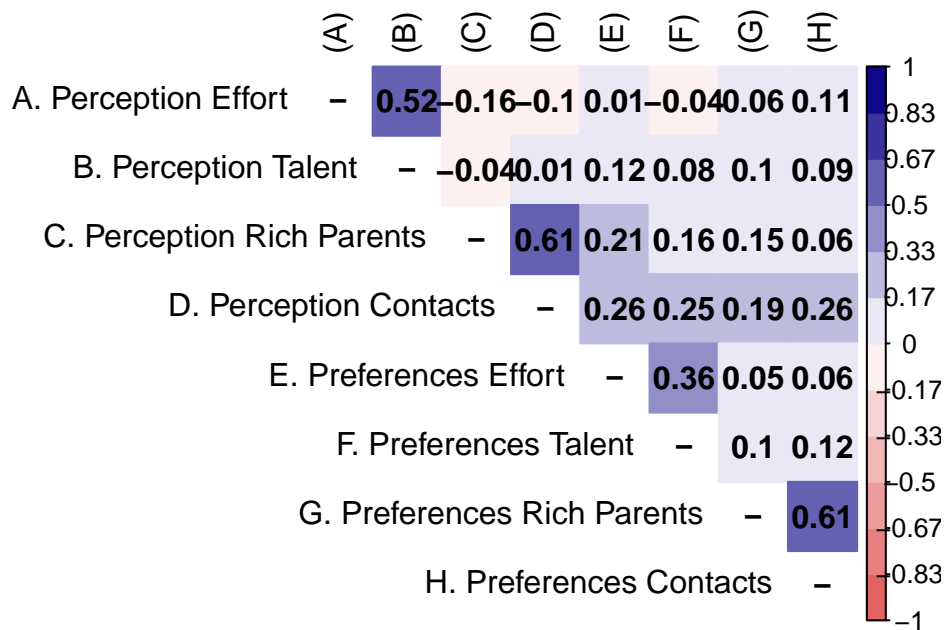 (A) (B) (C) (D) (E) (F) (G) (H)
A. Perception Effort – 0.52 −0.16 −0.1 0.01 −0.04 0.06 0.11
B. Perception Talent – −0.04 0.01 0.12 0.08 0.1 0.09
C. Perception Rich Parents – 0.61 0.21 0.16 0.15 0.06
D. Perception Contacts – 0.26 0.25 0.19 0.26
E. Preferences Effort – 0.36 0.05 0.06
F. Preferences Talent – 0.1 0.12
G. Preferences Rich Parents – 0.61
H. Preferences Contacts –
1
0.83
0.67
0.5
0.33
0.17
0
−0.17
−0.33
−0.5
−0.67
−0.83
−1